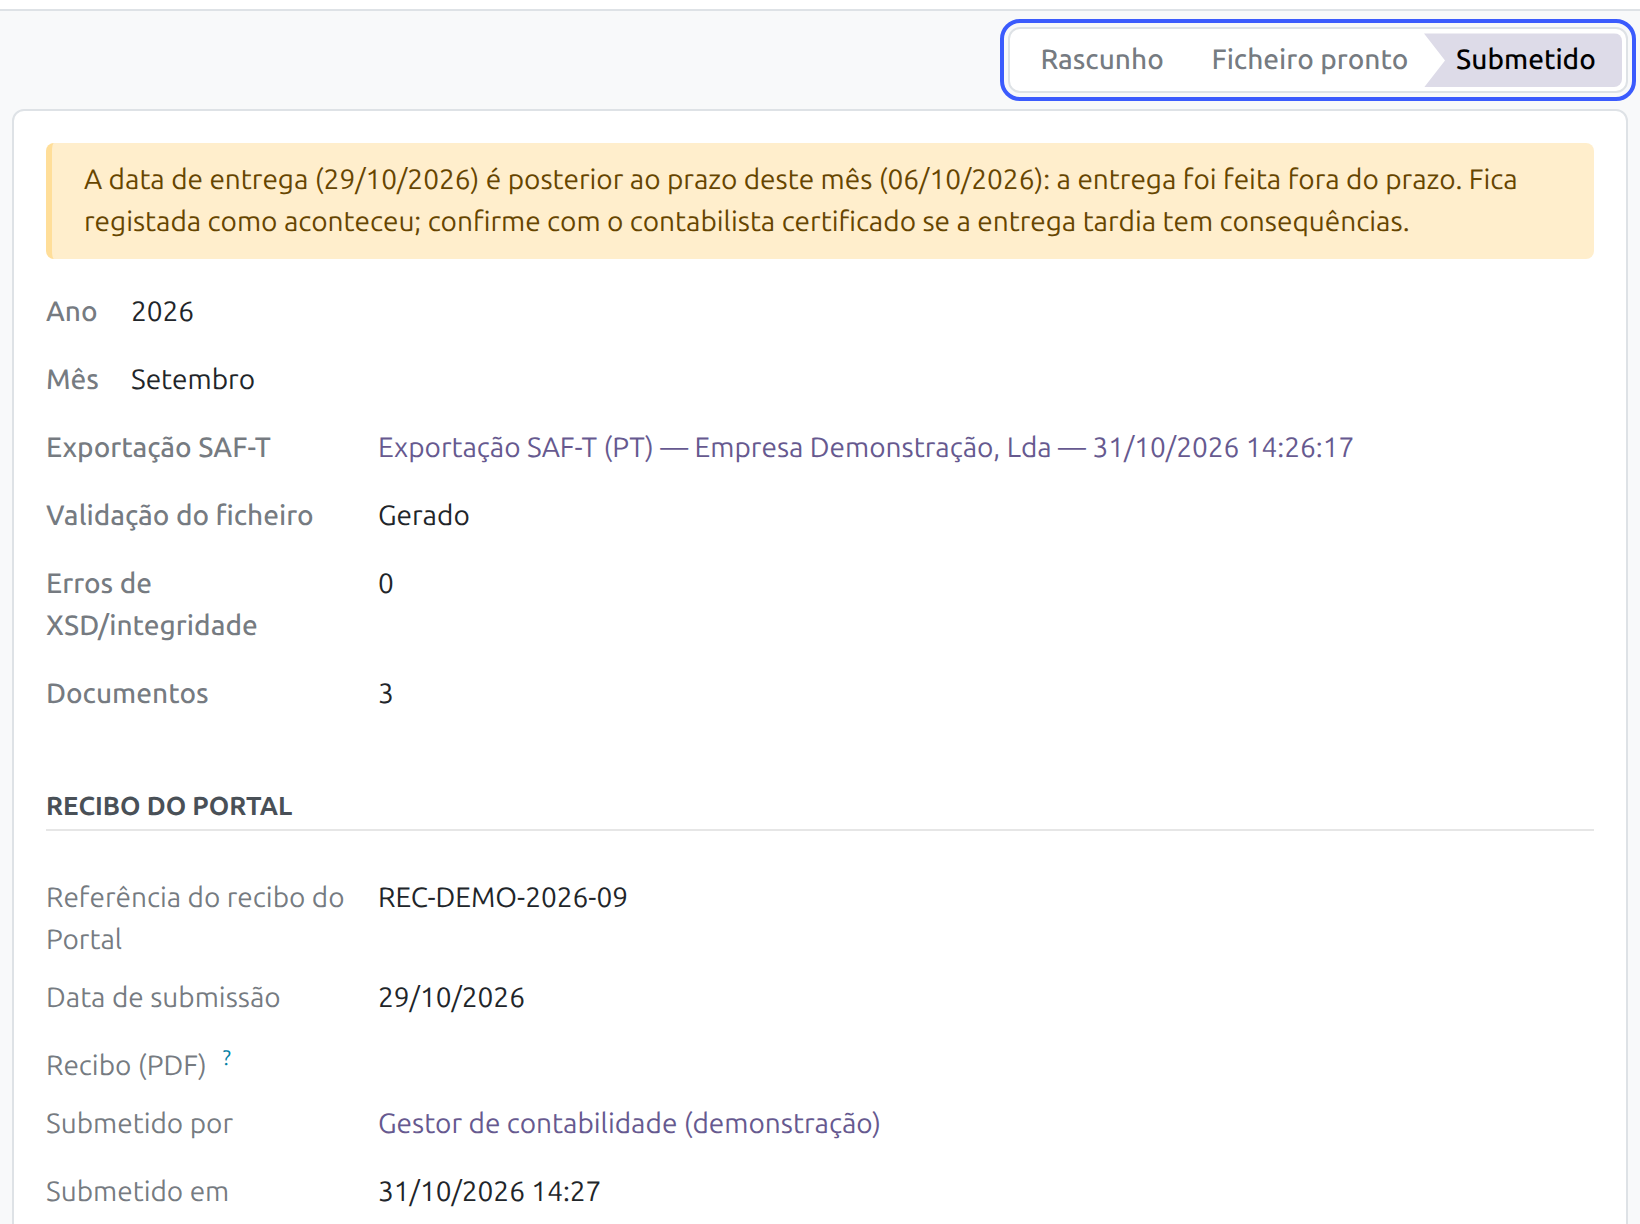 Rascunho Ficheiro pronto Submetido
A data de entrega (29/10/2026) é posterior ao prazo deste mês (06/10/2026): a entrega foi feita fora do prazo. Fica
registada como aconteceu; confirme com o contabilista certificado se a entrega tardia tem consequências.
Ano 2026
Mês Setembro
Exportação SAF-T Exportação SAF-T (PT) — Empresa Demonstração, Lda — 31/10/2026 14:26:17
Validação do ficheiro Gerado
Erros de 0
XSD/integridade
Documentos 3
RECIBO DO PORTAL
Referência do recibo do REC-DEMO-2026-09
Portal
Data de submissão 29/10/2026
Recibo (PDF) ?
Submetido por Gestor de contabilidade (demonstração)
Submetido em 31/10/2026 14:27